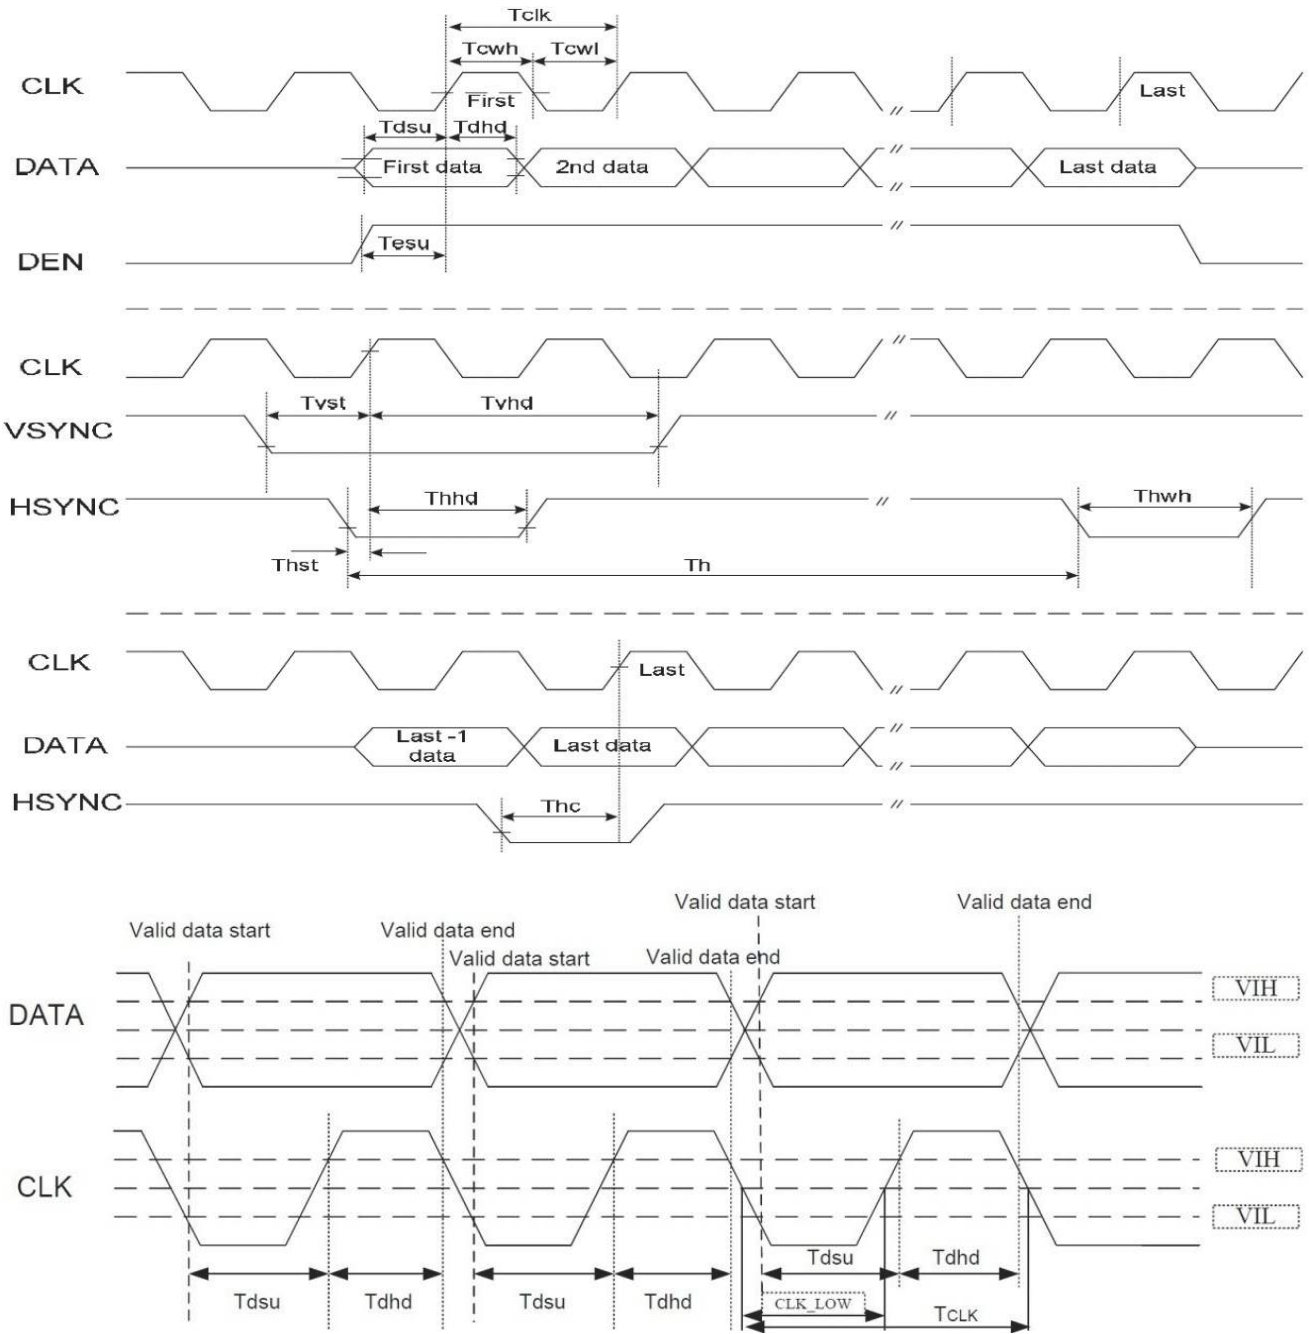 Tclk
Tcwh
Tcwl
CLK
First
Last
Tdsu
Tdhd
DATA
First data
2nd data
Last data
DEN
Tesu
CLK
Tvst
Tvhd
VSYNC
HSYNC
Thhd
Thwh
Thst
Th
CLK
Last
DATA
Last -1
data
Last data
HSYNC
Thc
Valid data start
Valid data end
Valid data start
Valid data end
Valid data start
Valid data end
DATA
VIH
VIL
CLK
VIH
VIL
Tdsu
Tdhd
Tdsu
Tdhd
Tdsu
Tdhd
CLK_LOW
TCLK